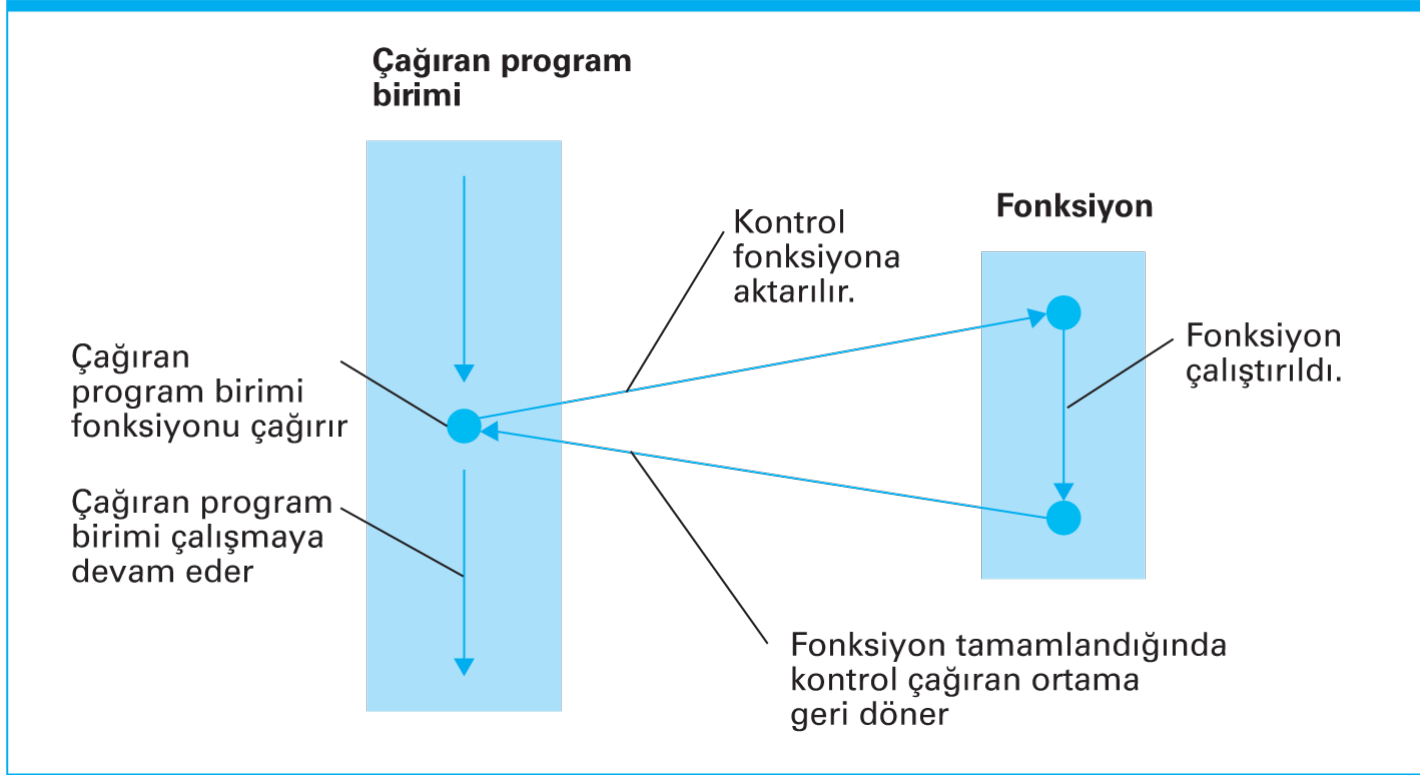 Çağıran program
birimi
Kontrol
fonksiyona
aktarılır.
Fonksiyon
Fonksiyon
çalıştırıldı.
Çağıran
program birimi
fonksiyonu çağırır
Çağıran program
birimi çalışmaya
devam eder
Fonksiyon tamamlandığında
kontrol çağıran ortama
geri döner